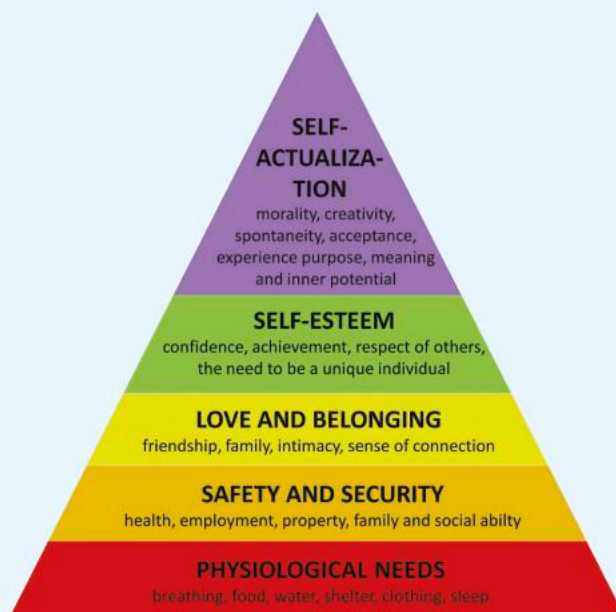 SELF-
ACTUALIZA-
TION
morality, creativity,
spontaneity, acceptance,
experience purpose, meaning
and inner potential
SELF-ESTEEM
confidence, achievement, respect of others,
the need to be a unique individual
LOVE AND BELONGING
friendship, family, intimacy, sense of connection
SAFETY AND SECURITY
health, employment, property, family and social abilty
PHYSIOLOGICAL NEEDS
breathing, food, water, shelter, clothing, sleep